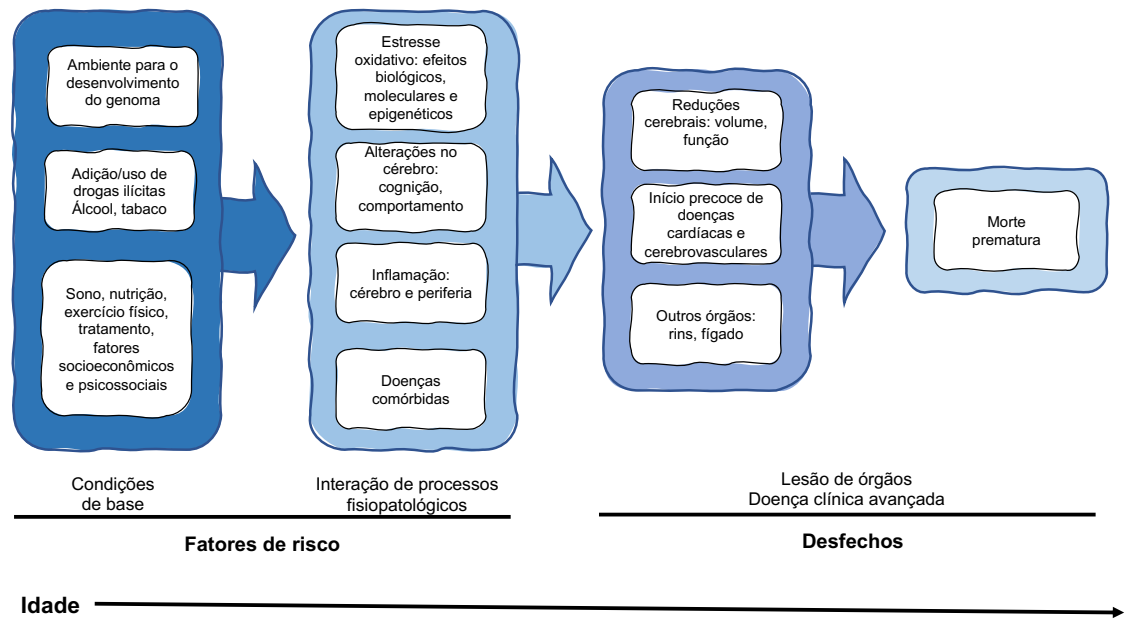 Ambiente para o
desenvolvimento
do genoma
Adição/uso de
drogas ilícitas
Álcool, tabaco
Sono, nutrição,
exercício físico,
tratamento,
fatores
socioeconômicos
e psicossociais
Condições
de base
Estresse
oxidativo: efeitos
biológicos,
moleculares e
epigenéticos
Alterações no
cérebro:
cognição,
comportamento
Inflamação:
cérebro e periferia
Doenças
comórbidas
Interação de processos
fisiopatológicos
Fatores de risco
Reduções
cerebrais: volume,
função
Início precoce de
doenças
cardíacas e
cerebrovasculares
Outros órgãos:
rins, fígado
Morte
prematura
Lesão de órgãos
Doença clínica avançada
Desfechos
Idade